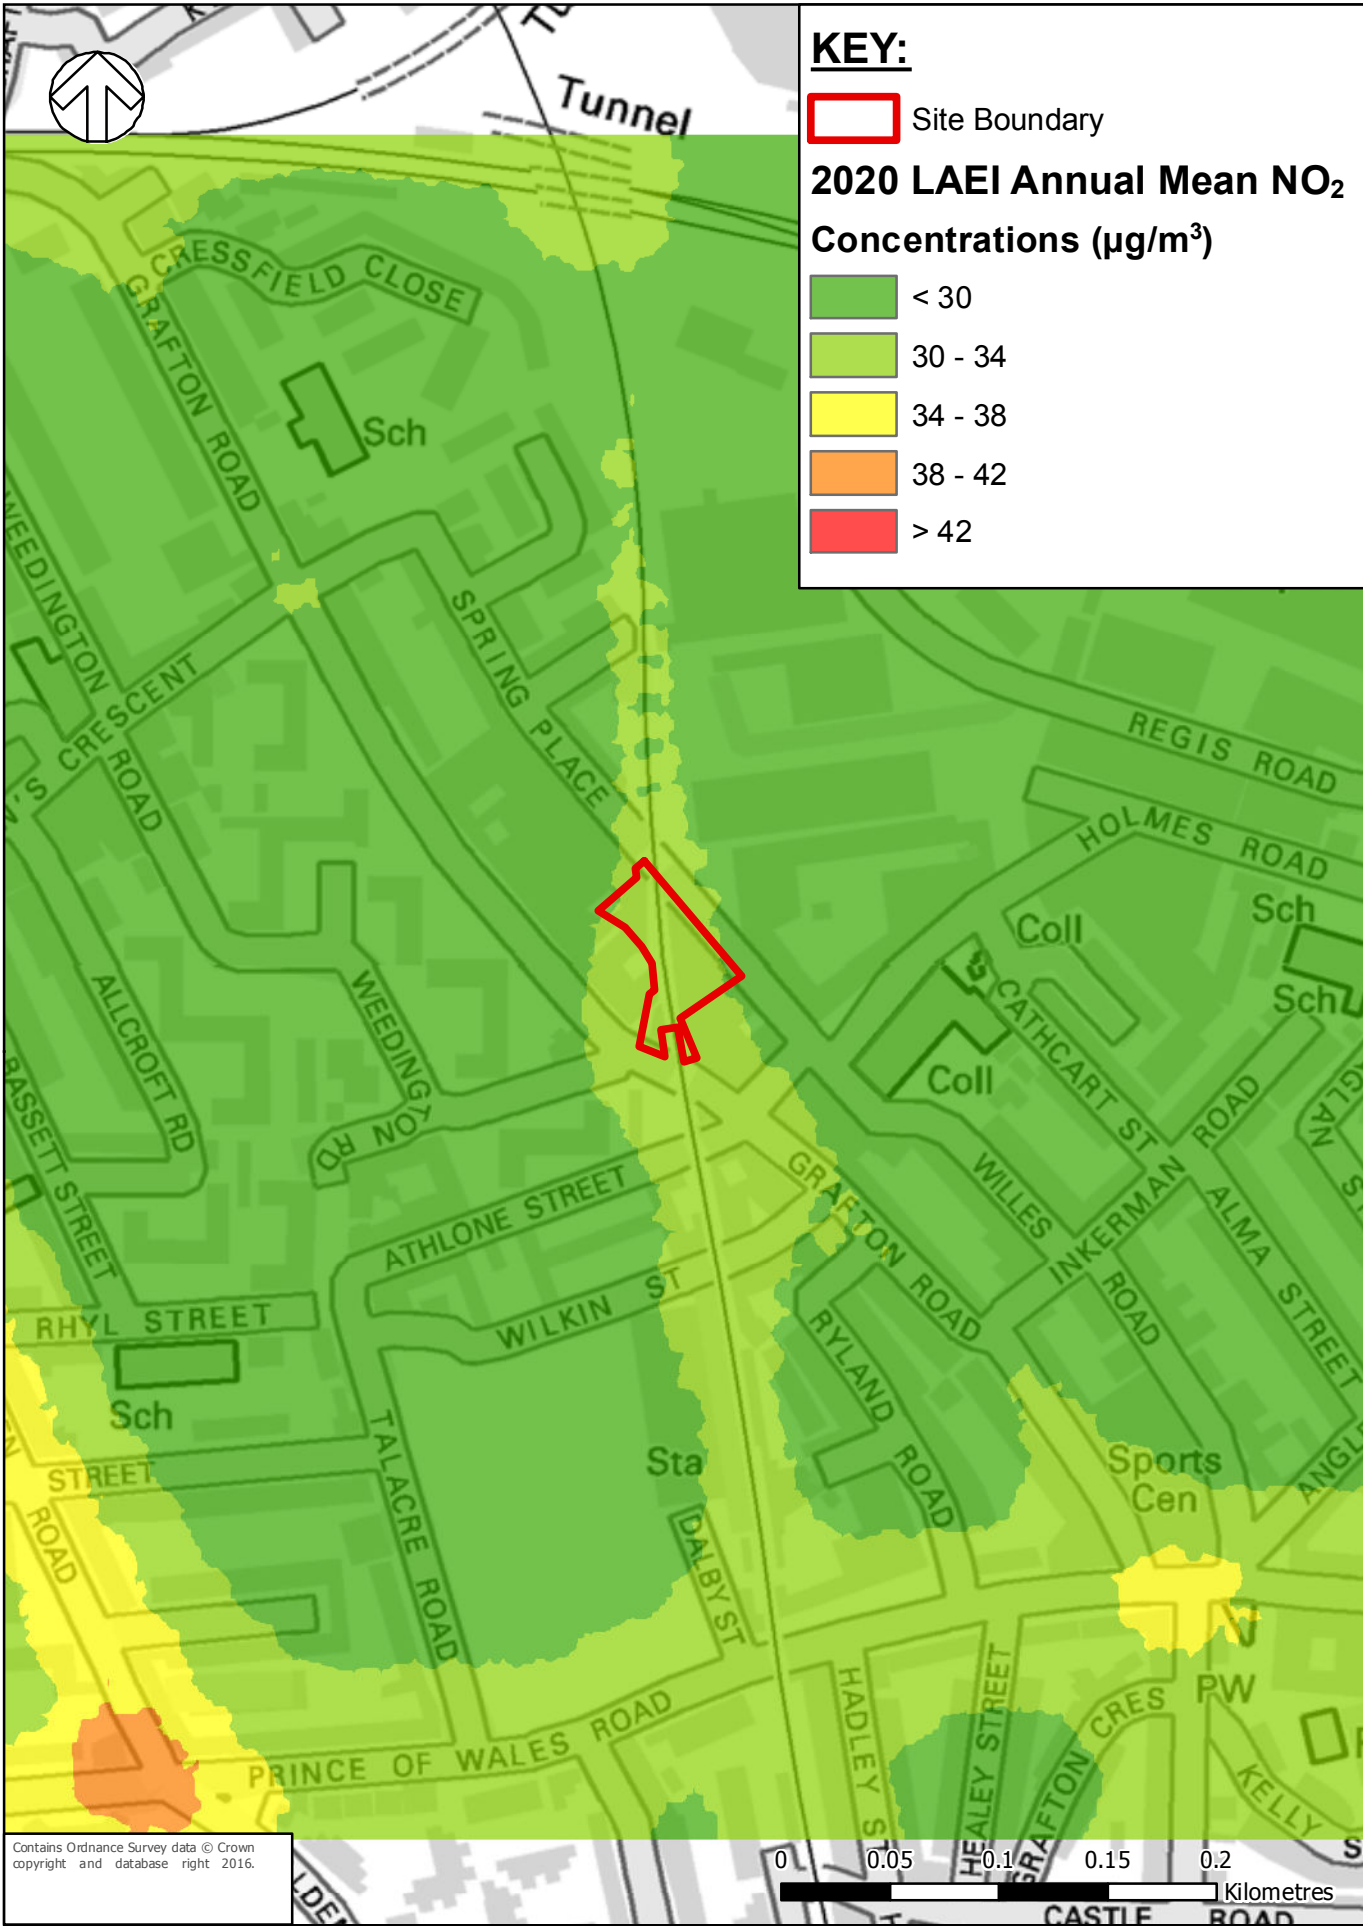 KEY:
Site Boundary
2020 LAEI Annual Mean NO₂
Concentrations (µg/m³)
< 30
30 - 34
34 - 38
38 - 42
> 42
Tunnel
CRESSFIELD CLOSE
GRAFTON ROAD
Sch
WEEDINGTON ROAD
CRESCENT
SPRING PLACE
REGIS ROAD
HOLMES ROAD
Sch
Coll
Sch
CATHCART ST
Coll
ALLCROFT RD
WEEDINGTON RD
BASSETT STREET
ATHLONE STREET
GRAFTON ROAD
WILLES ROAD
INKERMAN ROAD
ALMA STREET
RHYL STREET
WILKIN ST
RYLAND ROAD
Sch
TALACRE ROAD
Sta
Sports
Cen
STREET
ROAD
DALBY ST
PRINCE OF WALES ROAD
HADLEY ST
HEALEY STREET
GRAFTON CRES
PW
KELLY
CASTLE ROAD
0 0.05 0.1 0.15 0.2
Kilometres
Contains Ordnance Survey data © Crown
copyright and database right 2016.